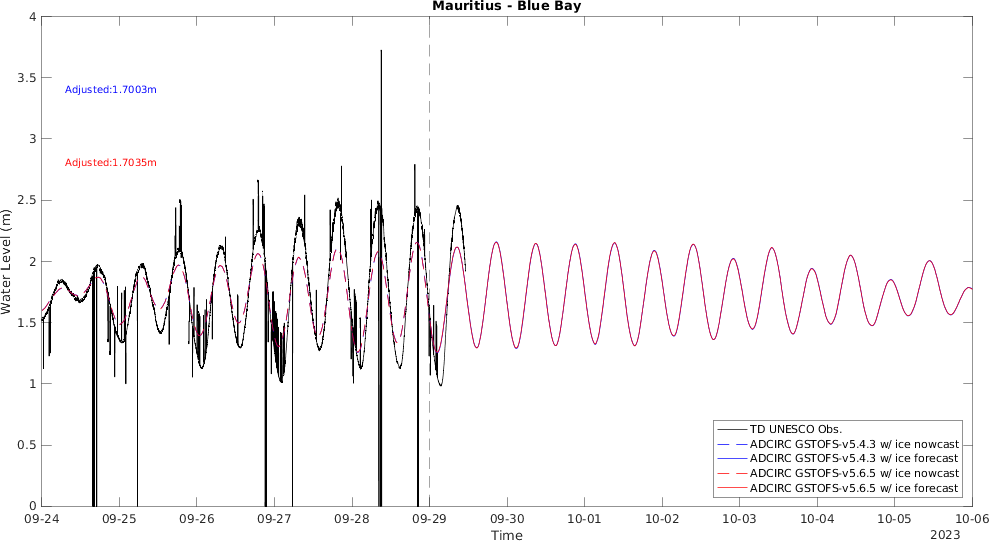 Mauritius - Blue Bay
4
3.5
3
2.5
2
1.5
1
0.5
0
Water Level (m)
Adjusted:1.7003m
Adjusted:1.7035m
TD UNESCO Obs.
ADCIRC GSTOFS-v5.4.3 w/ ice nowcast
ADCIRC GSTOFS-v5.4.3 w/ ice forecast
ADCIRC GSTOFS-v5.6.5 w/ ice nowcast
ADCIRC GSTOFS-v5.6.5 w/ ice forecast
09-24 09-25 09-26 09-27 09-28 09-29 09-30 10-01 10-02 10-03 10-04 10-05 10-06
Time
2023